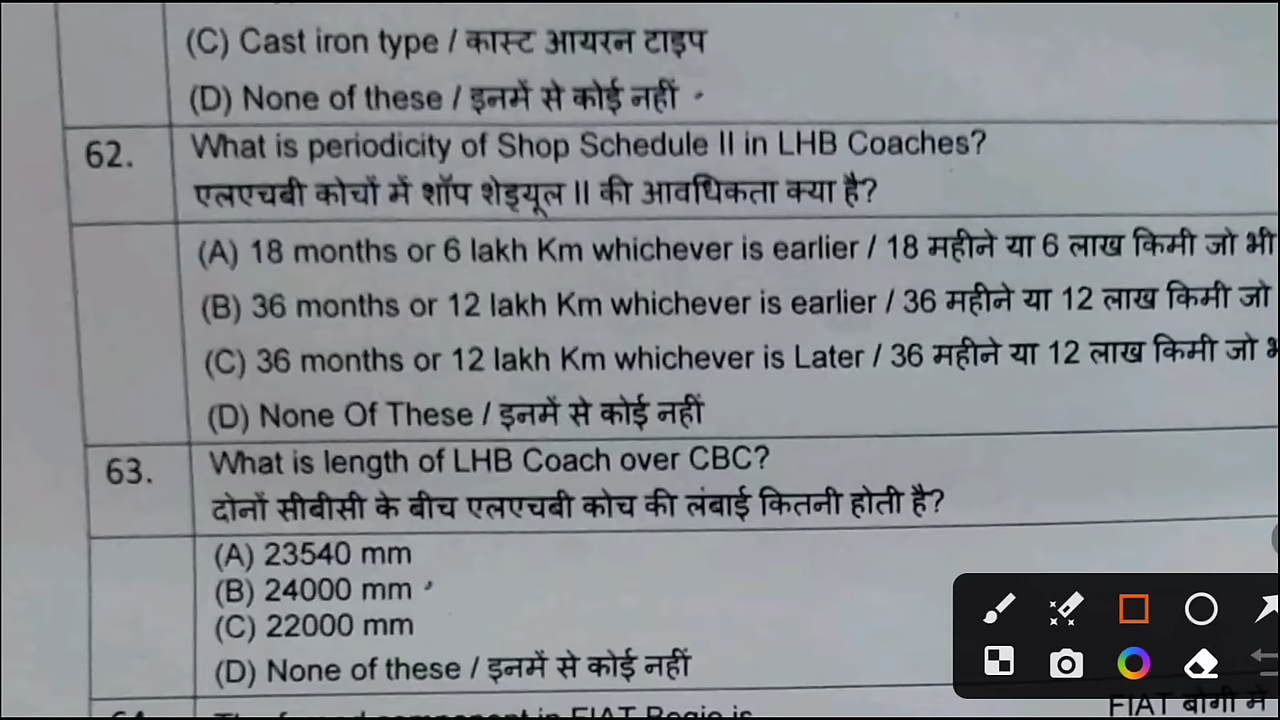 (C) Cast iron type / कास्ट आयरन टाइप
(D) None of these / इनमें से कोई नहीं
62.
What is periodicity of Shop Schedule II in LHB Coaches?
एलएचबी कोचों में शॉप शेड्यूल II की आवधिकता क्या है?
(A) 18 months or 6 lakh Km whichever is earlier / 18 महीने या 6 लाख किमी जो भी
(B) 36 months or 12 lakh Km whichever is earlier / 36 महीने या 12 लाख किमी जो
(C) 36 months or 12 lakh Km whichever is Later / 36 महीने या 12 लाख किमी जो
(D) None Of These / इनमें से कोई नहीं
63.
What is length of LHB Coach over CBC?
दोनों सीबीसी के बीच एलएचबी कोच की लंबाई कितनी होती है?
(A) 23540 mm
(B) 24000 mm
(C) 22000 mm
(D) None of these / इनमें से कोई नहीं
in FIAT Bogie is
FIAT बोगी में